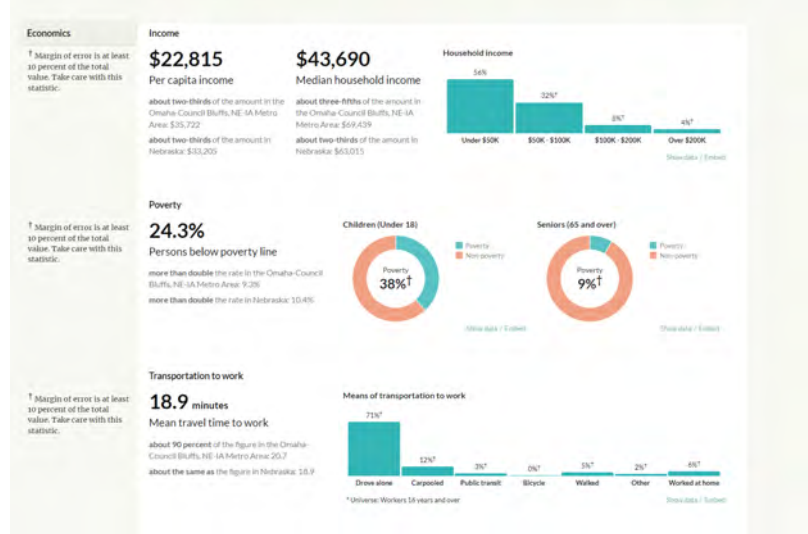 Economics
† Margin of error is at least
10 percent of the total
value. Take care with this
statistic.
Income
$22,815
Per capita income
about two-thirds of the amount in the
Omaha-Council Bluffs, NE-IA Metro
Area: $35,722
about two-thirds of the amount in
Nebraska: $33,205
$43,690
Median household income
about three-fifths of the amount in
the Omaha-Council Bluffs, NE-IA
Metro Area: $69,439
about two-thirds of the amount in
Nebraska: $63,015
Household income
56%
32%†
8%†
4%†
Under $50K
$50K - $100K
$100K - $200K
Over $200K
Show data / Embed
† Margin of error is at least
10 percent of the total
value. Take care with this
statistic.
Poverty
24.3%
Persons below poverty line
more than double the rate in the Omaha-Council
Bluffs, NE-IA Metro Area: 9.2%
more than double the rate in Nebraska: 10.4%
Children (Under 18)
Poverty
38%†
Poverty
Non-poverty
Show data / Embed
Seniors (65 and over)
Poverty
9%†
Poverty
Non-poverty
Show data / Embed
† Margin of error is at least
10 percent of the total
value. Take care with this
statistic.
Transportation to work
18.9 minutes
Mean travel time to work
about 90 percent of the figure in the Omaha-
Council Bluffs, NE-IA Metro Area: 20.7
about the same as the figure in Nebraska: 18.9
Means of transportation to work
71%†
12%†
3%†
0%†
5%†
2%†
6%†
Drove alone
Carpooled
Public transit
Bicycle
Walked
Other
Worked at home
* Universe: Workers 16 years and over
Show data / Embed